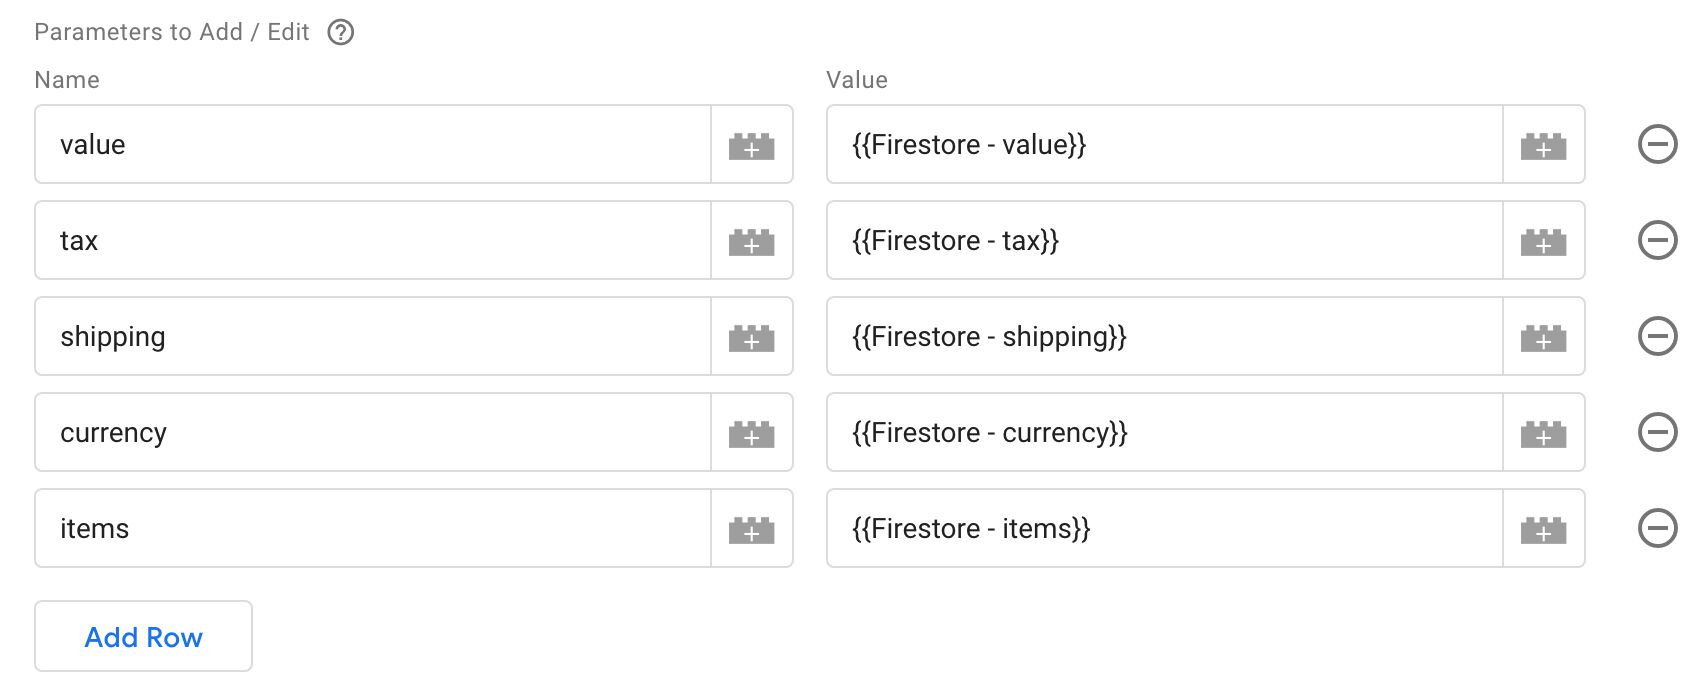 Parameters to Add / Edit
Name Value
value {{Firestore - value}}
tax {{Firestore - tax}}
shipping {{Firestore - shipping}}
currency {{Firestore - currency}}
items {{Firestore - items}}
Add Row